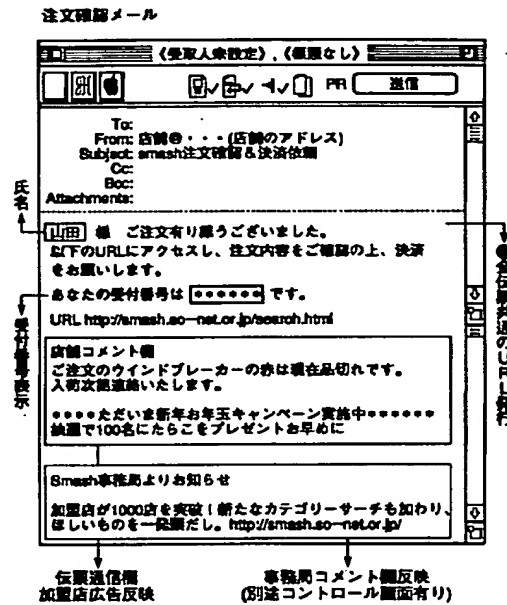 注文確認メール
《受取人未設定》,《標題なし》
PR 送信
To:
From: 店舗@・・・(店舗のアドレス)
Subject: smash注文確認&決済依頼
Cc:
Bcc:
Attachments:
氏名
山田 様 ご注文有り難うございました。
以下のURLにアクセスし、注文内容をご確認の上、決済
をお願いします。
あなたの受付番号は ****** です。
URL http://smash.so-net.or.jp/search.html
受付番号表示
●全伝票共通のURL発行
店舗コメント欄
ご注文のウインドブレーカーの赤は現在品切れです。
入荷次第連絡いたします。
****ただいま新年お年玉キャンペーン実施中******
抽選で100名にたらこをプレゼントお早めに
Smash事務局よりお知らせ
加盟店が1000店を突破!新たなカテゴリーサーチも加わり、
ほしいものを一発顕だし。http://smash.so-net.or.jp/
伝票通信欄
加盟店広告反映
事務局コメント欄反映
(別途コントロール画面有り)